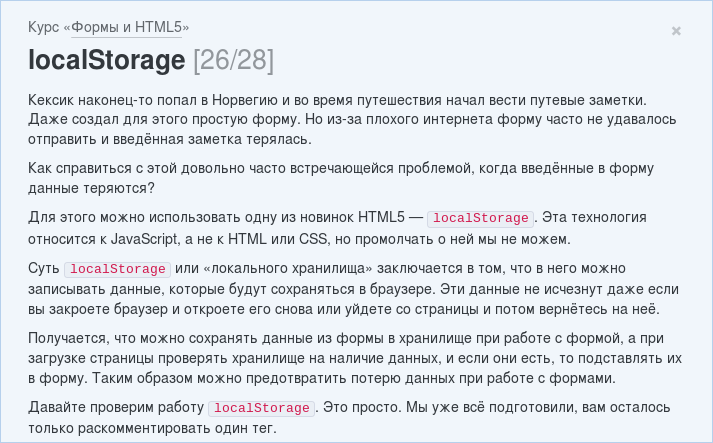 Курс «Формы и HTML5»
×
localStorage [26/28]
Кексик наконец-то попал в Норвегию и во время путешествия начал вести путевые заметки.
Даже создал для этого простую форму. Но из-за плохого интернета форму часто не удавалось
отправить и введённая заметка терялась.
Как справиться с этой довольно часто встречающейся проблемой, когда введённые в форму
данные теряются?
Для этого можно использовать одну из новинок HTML5 — localStorage. Эта технология
относится к JavaScript, а не к HTML или CSS, но промолчать о ней мы не можем.
Суть localStorage или «локального хранилища» заключается в том, что в него можно
записывать данные, которые будут сохраняться в браузере. Эти данные не исчезнут даже если
вы закроете браузер и откроете его снова или уйдете со страницы и потом вернётесь на неё.
Получается, что можно сохранять данные из формы в хранилище при работе с формой, а при
загрузке страницы проверять хранилище на наличие данных, и если они есть, то подставлять их
в форму. Таким образом можно предотвратить потерю данных при работе с формами.
Давайте проверим работу localStorage. Это просто. Мы уже всё подготовили, вам осталось
только раскомментировать один тег.